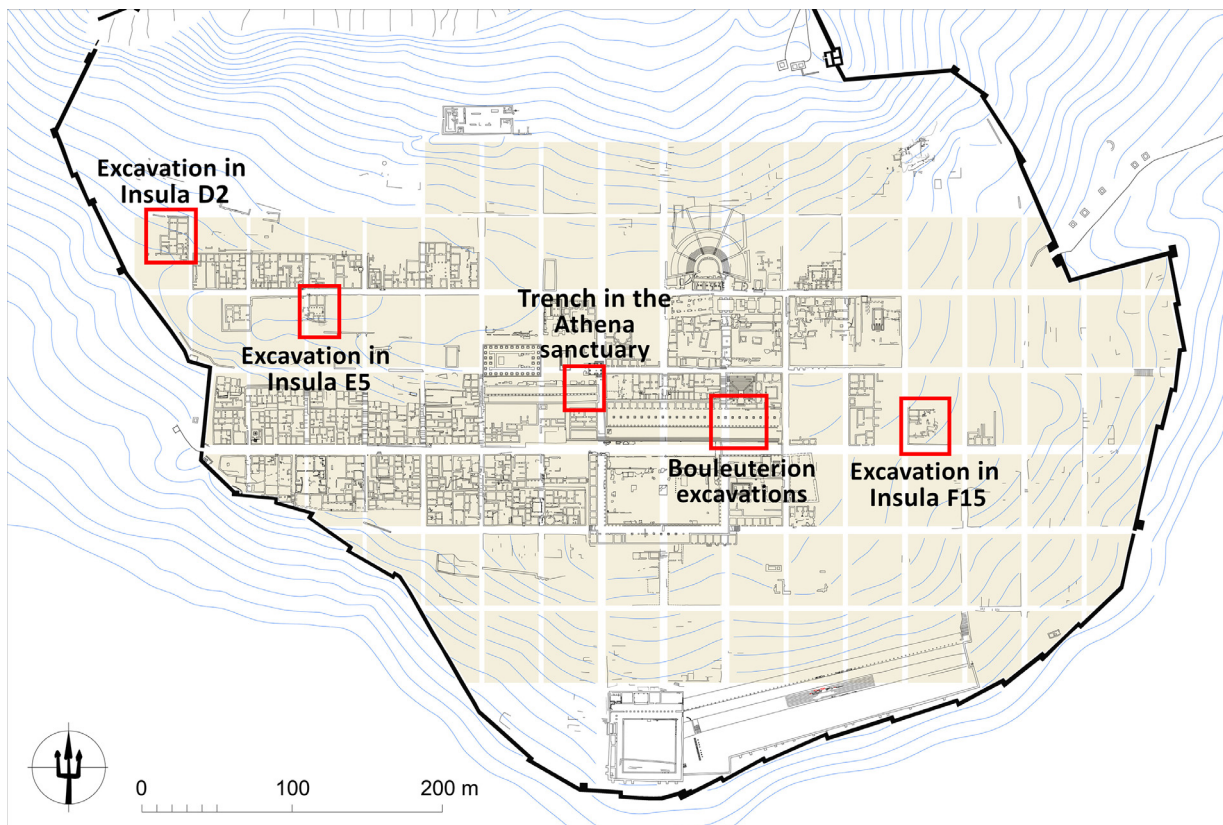 Excavation in
Insula D2
Trench in the
Athena
sanctuary
Excavation in
Insula E5
Bouleuterion
excavations
Excavation in
Insula F15
0 100 200 m